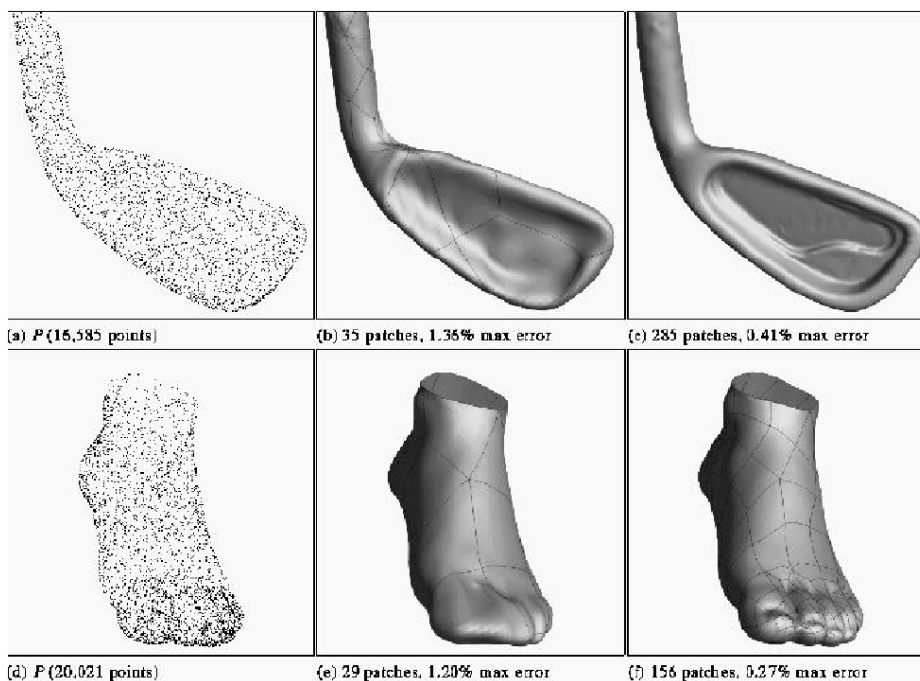 (a) P (16,585 points)
(b) 35 patches, 1.36% max error
(c) 285 patches, 0.41% max error
(d) P (20,021 points)
(e) 29 patches, 1.20% max error
(f) 156 patches, 0.27% max error